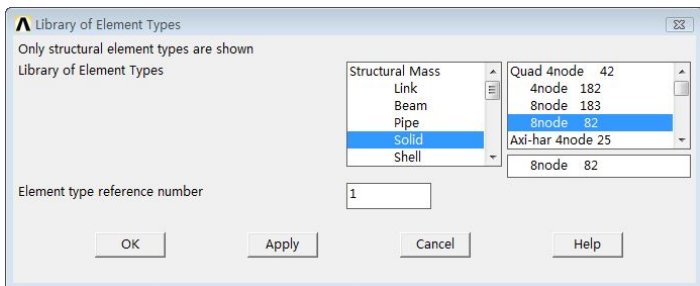 Library of Element Types
Only structural element types are shown
Library of Element Types
Structural Mass
Link
Beam
Pipe
Solid
Shell
Quad 4node 42
4node 182
8node 183
8node 82
Axi-har 4node 25
8node 82
Element type reference number
1
OK
Apply
Cancel
Help